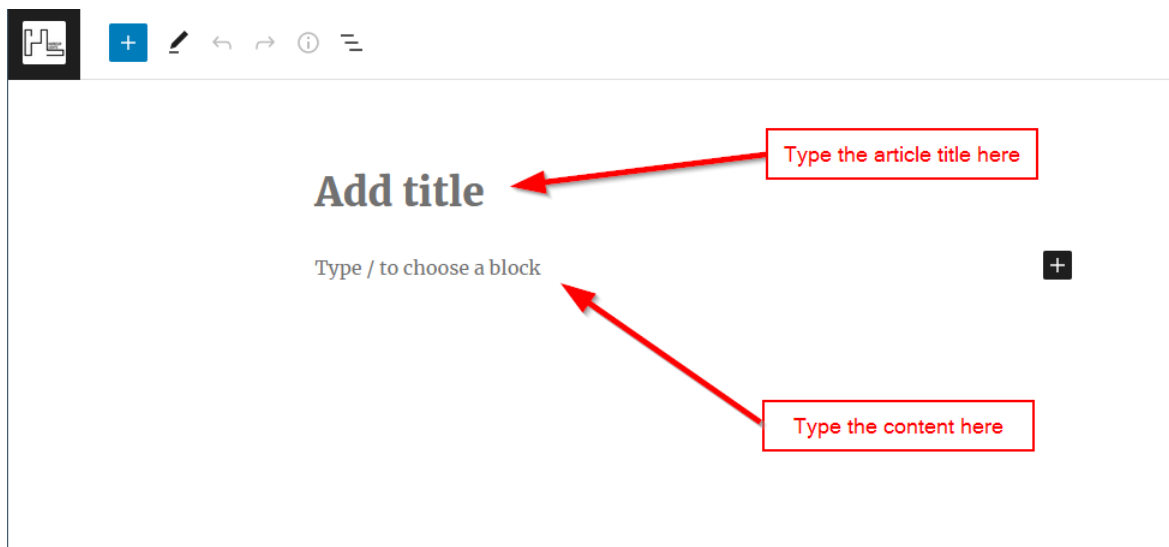 Type the article title here
Add title
Type / to choose a block
Type the content here